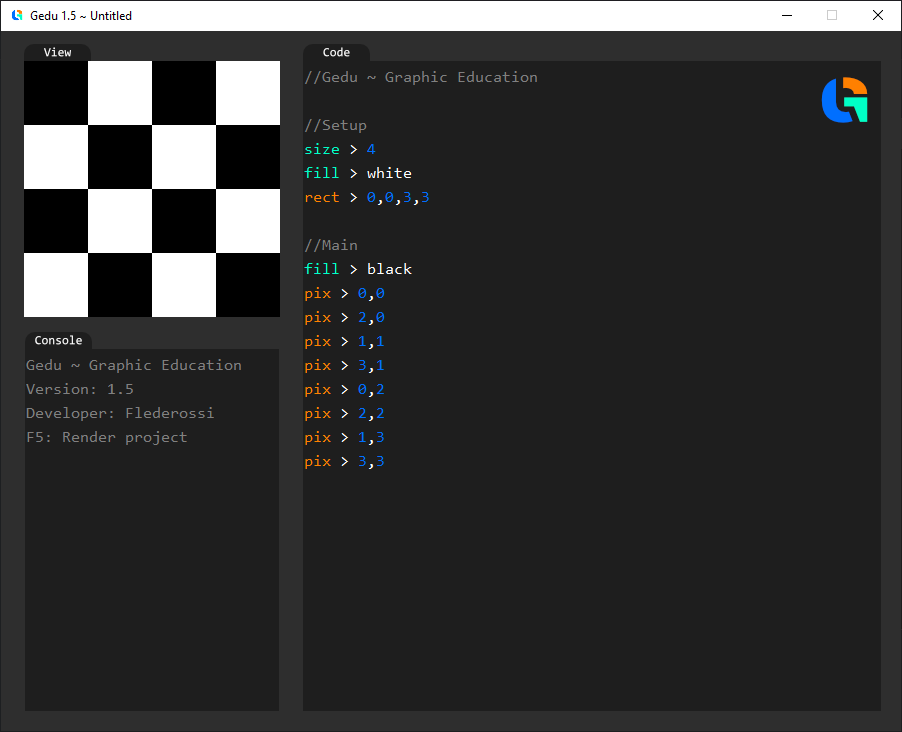 Gedu 1.5 ~ Untitled
View
Console
Gedu ~ Graphic Education
Version: 1.5
Developer: Flederossi
F5: Render project
Code
//Gedu ~ Graphic Education
//Setup
size > 4
fill > white
rect > 0,0,3,3
//Main
fill > black
pix > 0,0
pix > 2,0
pix > 1,1
pix > 3,1
pix > 0,2
pix > 2,2
pix > 1,3
pix > 3,3